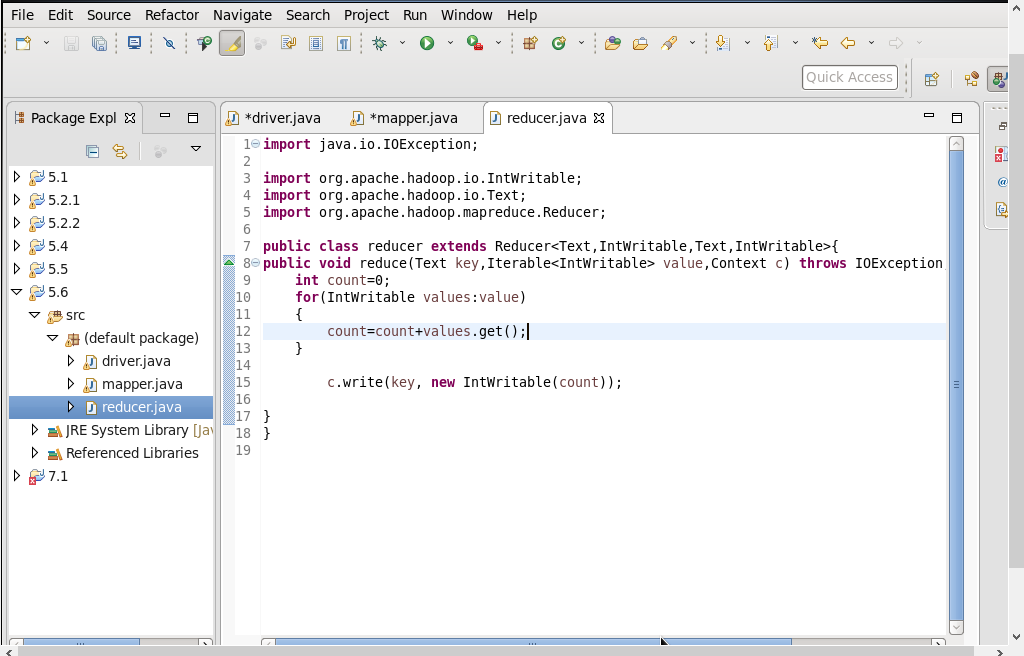 File Edit Source Refactor Navigate Search Project Run Window Help
Quick Access
Package Expl
*driver.java *mapper.java reducer.java
5.1
5.2.1
5.2.2
5.4
5.5
5.6
src
(default package)
driver.java
mapper.java
reducer.java
JRE System Library [Jav
Referenced Libraries
7.1
1 import java.io.IOException;
2
3 import org.apache.hadoop.io.IntWritable;
4 import org.apache.hadoop.io.Text;
5 import org.apache.hadoop.mapreduce.Reducer;
6
7 public class reducer extends Reducer<Text,IntWritable,Text,IntWritable>{
8 public void reduce(Text key,Iterable<IntWritable> value,Context c) throws IOException
9 int count=0;
10 for(IntWritable values:value)
11 {
12 count=count+values.get();
13 }
14
15 c.write(key, new IntWritable(count));
16
17 }
18 }
19